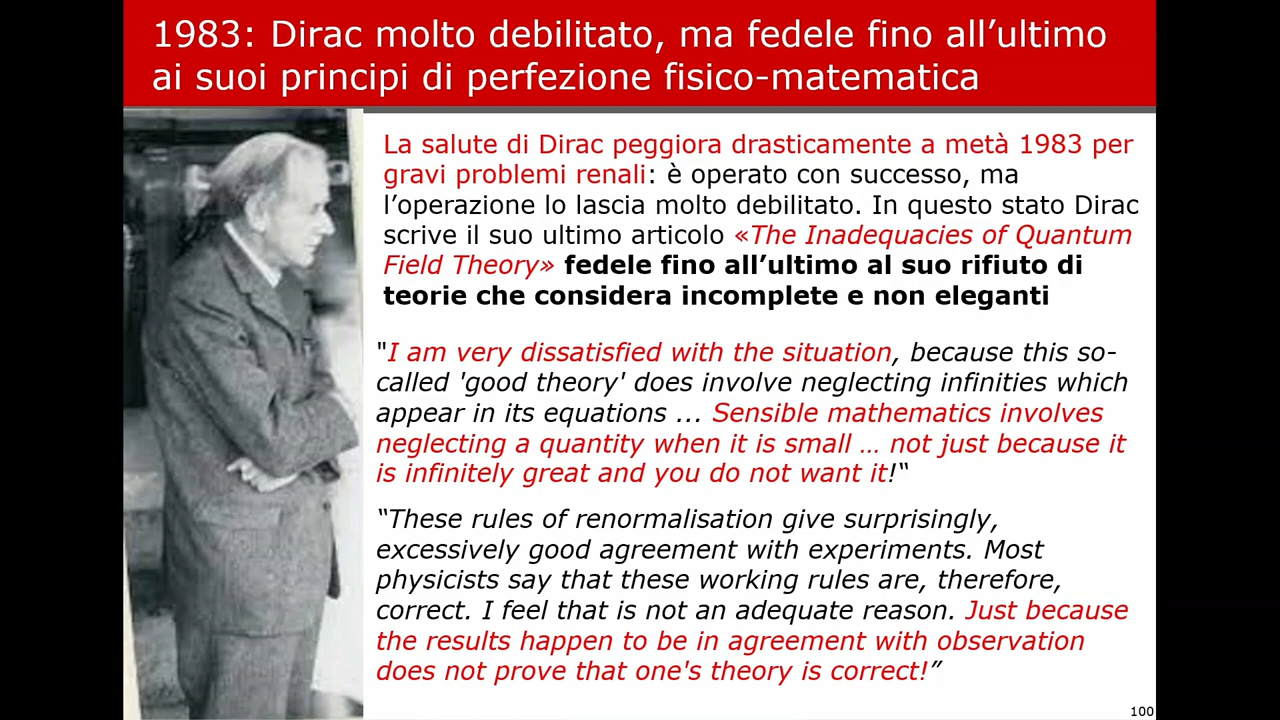 1983: Dirac molto debilitato, ma fedele fino all’ultimo
ai suoi principi di perfezione fisico-matematica
La salute di Dirac peggiora drasticamente a metà 1983 per
gravi problemi renali: è operato con successo, ma
l’operazione lo lascia molto debilitato. In questo stato Dirac
scrive il suo ultimo articolo «The Inadequacies of Quantum
Field Theory» fedele fino all’ultimo al suo rifiuto di
teorie che considera incomplete e non eleganti
"I am very dissatisfied with the situation, because this so-
called 'good theory' does involve neglecting infinities which
appear in its equations ... Sensible mathematics involves
neglecting a quantity when it is small … not just because it
is infinitely great and you do not want it!“
“These rules of renormalisation give surprisingly,
excessively good agreement with experiments. Most
physicists say that these working rules are, therefore,
correct. I feel that is not an adequate reason. Just because
the results happen to be in agreement with observation
does not prove that one's theory is correct!”
100